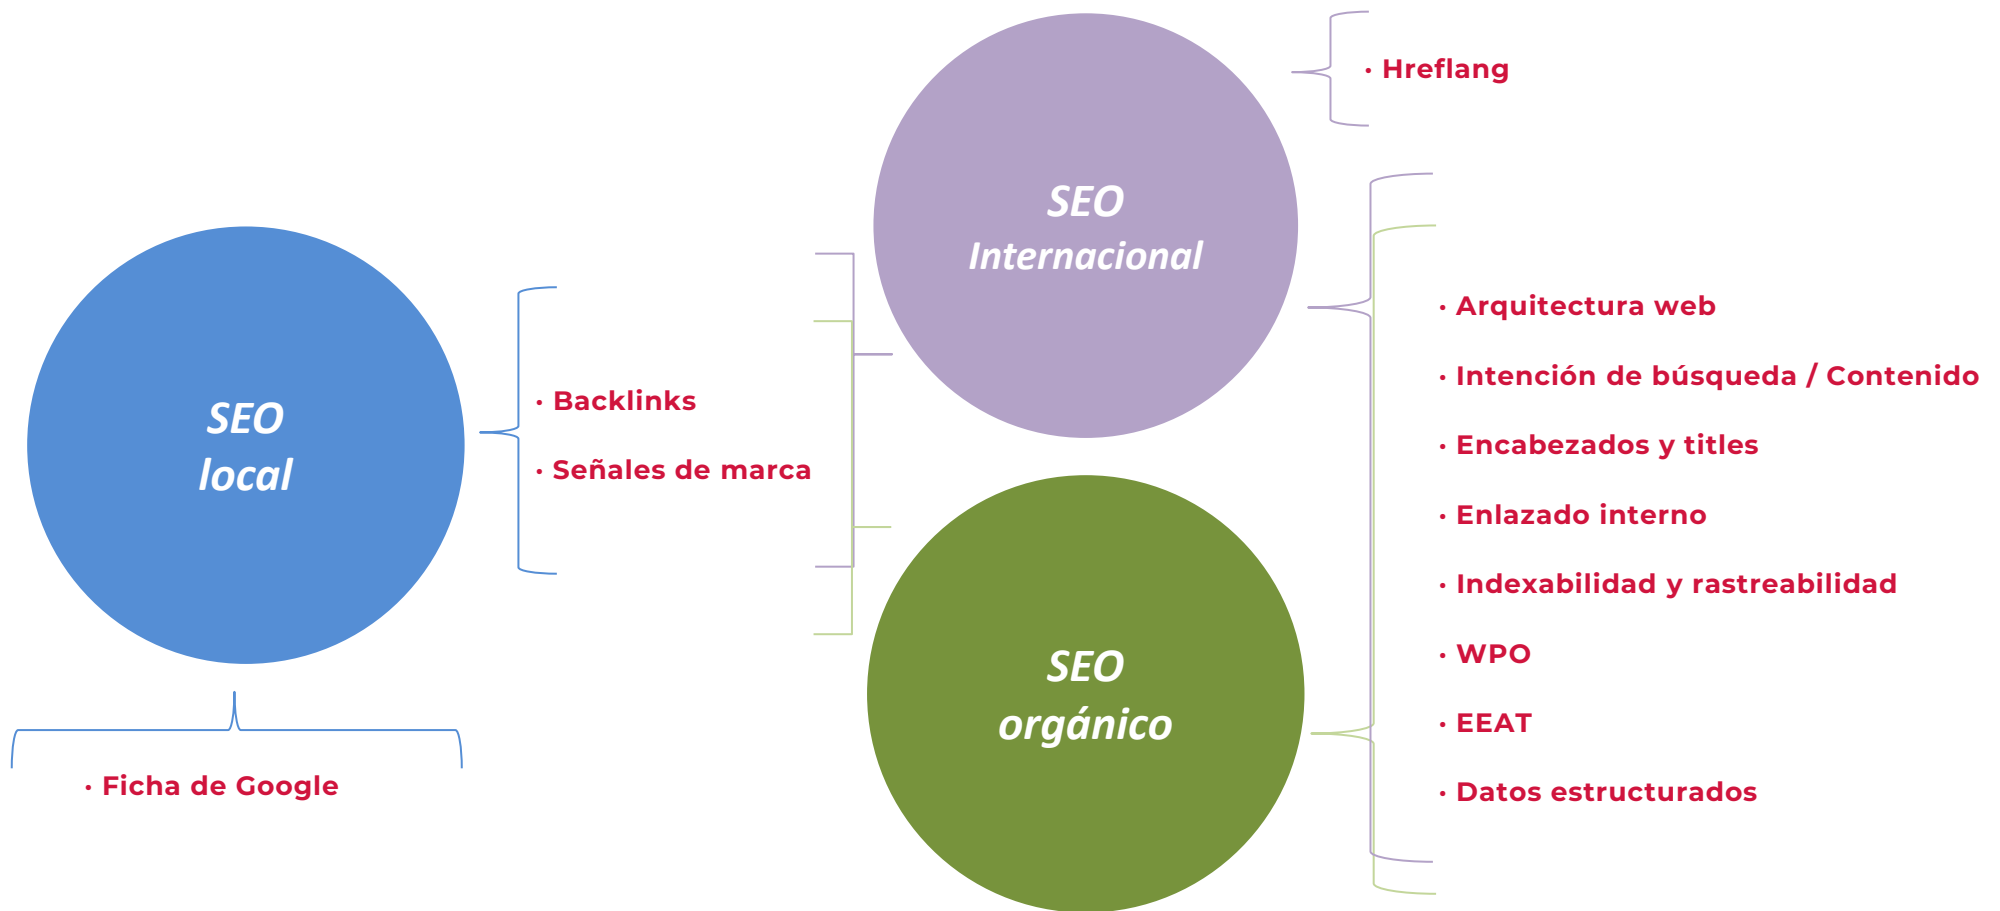 SEO
local
· Ficha de Google
· Backlinks
· Señales de marca
SEO
Internacional
SEO
orgánico
· Hreflang
· Arquitectura web
· Intención de búsqueda / Contenido
· Encabezados y titles
· Enlazado interno
· Indexabilidad y rastreabilidad
· WPO
· EEAT
· Datos estructurados